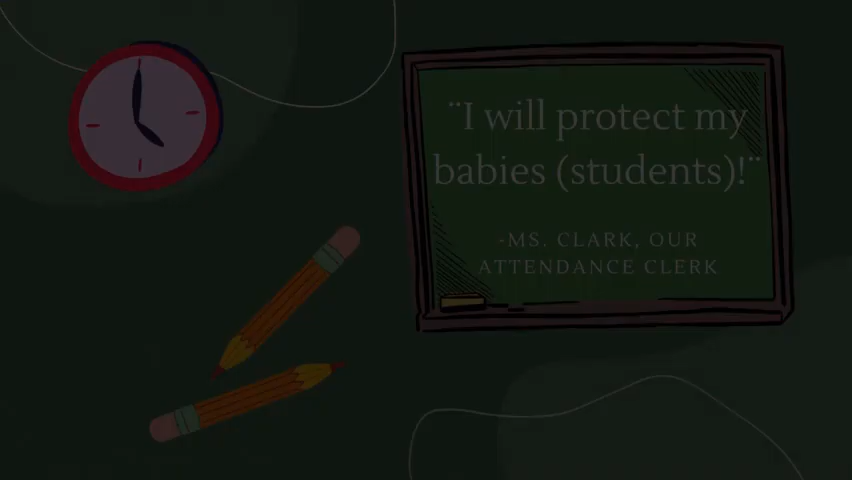 ¨I will protect my
babies (students)!¨
-MS. CLARK, OUR
ATTENDANCE CLERK